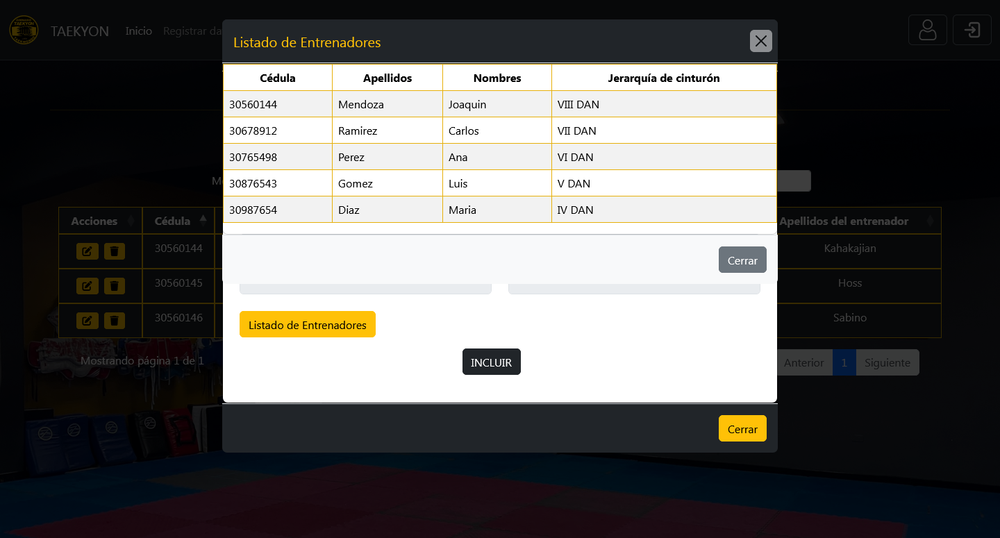 TAEKYON Inicio Registrar da
Listado de Entrenadores
Cédula Apellidos Nombres Jerarquía de cinturón
30560144 Mendoza Joaquin VIII DAN
30678912 Ramirez Carlos VII DAN
30765498 Perez Ana VI DAN
30876543 Gomez Luis V DAN
30987654 Diaz Maria IV DAN
Cerrar
Acciones Cédula Apellidos del entrenador
30560144 Kahakajian
30560145 Hoss
30560146 Sabino
Listado de Entrenadores
INCLUIR
Mostrando página 1 de 1 Anterior 1 Siguiente
Cerrar